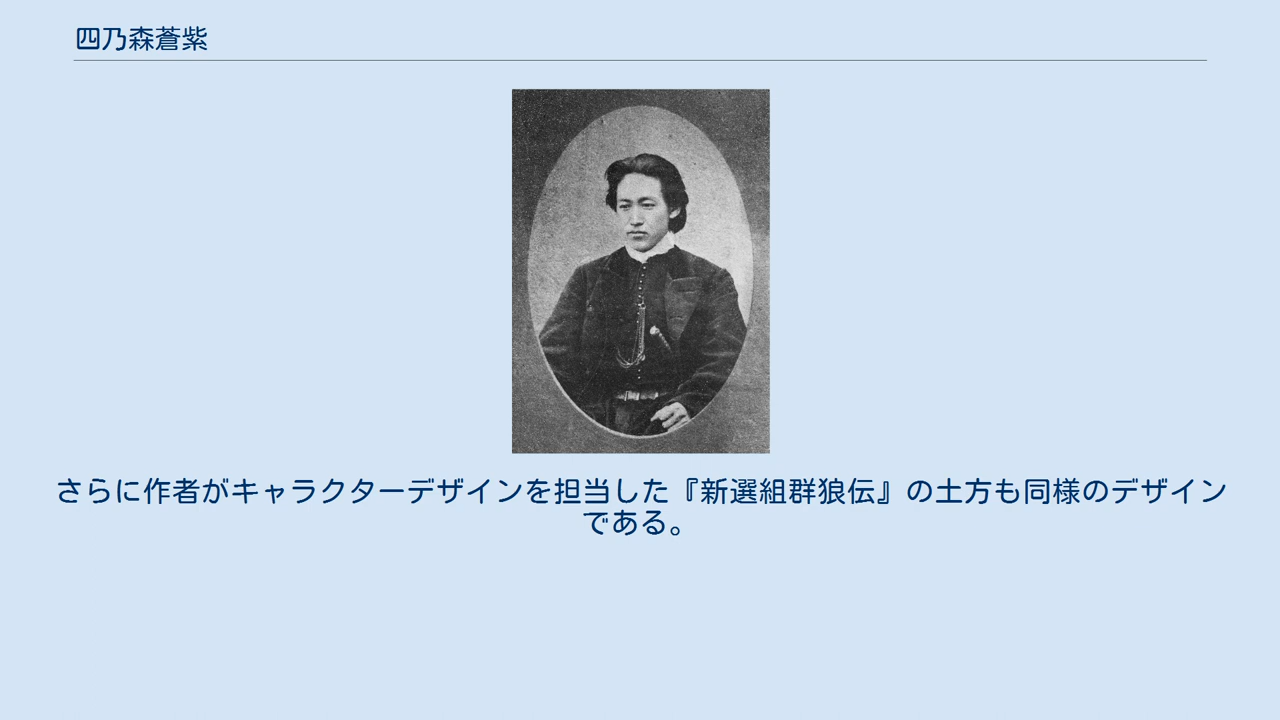 四乃森蒼紫
さらに作者がキャラクターデザインを担当した『新選組群狼伝』の土方も同様のデザイン
である。